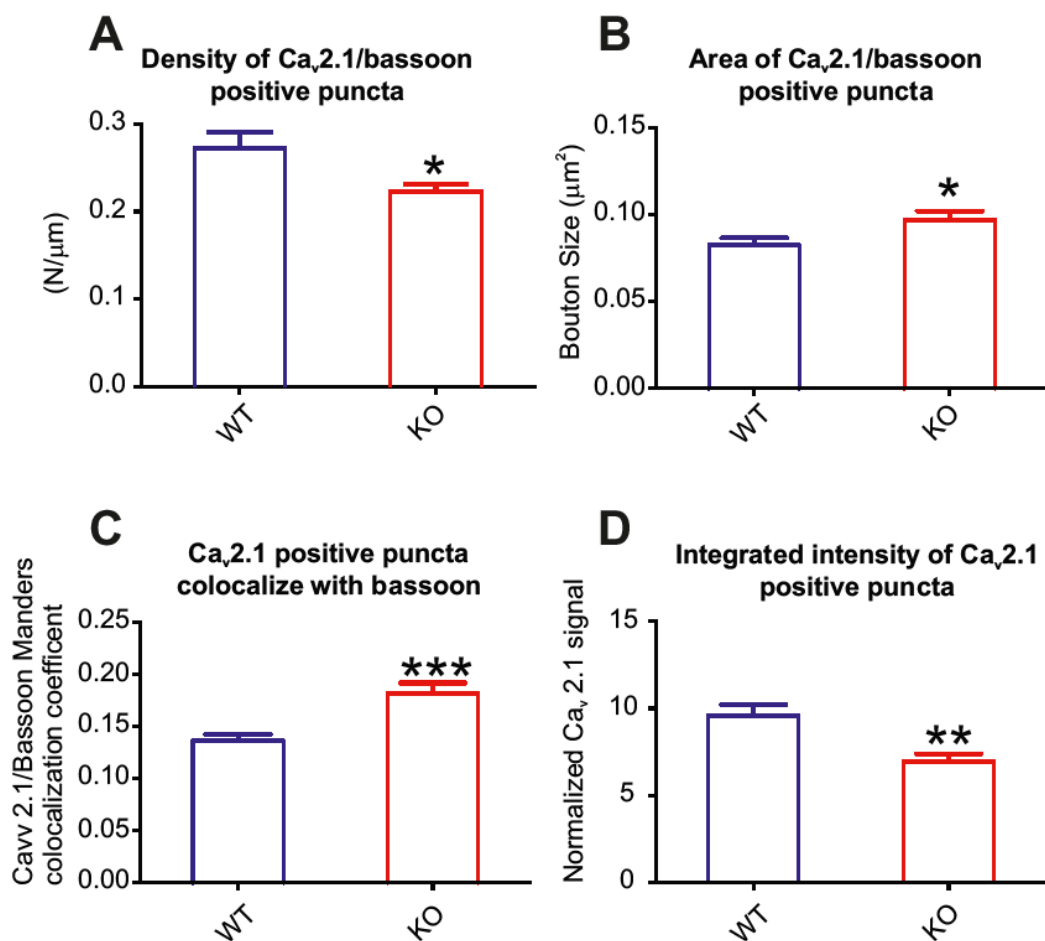 A
Density of Cav2.1/bassoon
positive puncta
(N/μm)
0.3
0.2
0.1
0.0
WT
KO
*
B
Area of Cav2.1/bassoon
positive puncta
Bouton Size (μm²)
0.15
0.10
0.05
0.00
WT
KO
*
C
Cav2.1 positive puncta
colocalize with bassoon
Cavv 2.1/Bassoon Manders
colocalization coefficent
0.25
0.20
0.15
0.10
0.05
0.00
WT
KO
***
D
Integrated intensity of Cav2.1
positive puncta
Normalized Cav 2.1 signal
15
10
5
0
WT
KO
**